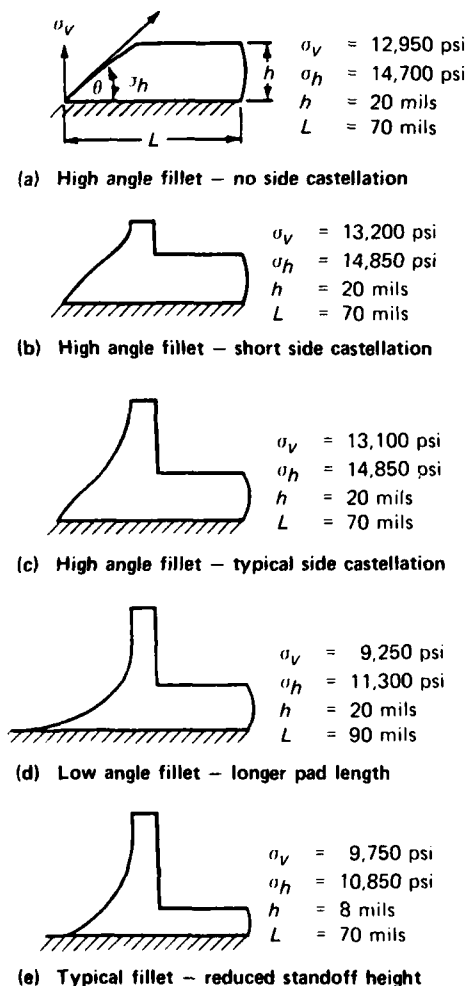 σv
θ
σh
h
L
σv = 12,950 psi
σh = 14,700 psi
h = 20 mils
L = 70 mils
(a) High angle fillet – no side castellation
σv = 13,200 psi
σh = 14,850 psi
h = 20 mils
L = 70 mils
(b) High angle fillet – short side castellation
σv = 13,100 psi
σh = 14,850 psi
h = 20 mils
L = 70 mils
(c) High angle fillet – typical side castellation
σv = 9,250 psi
σh = 11,300 psi
h = 20 mils
L = 90 mils
(d) Low angle fillet – longer pad length
σv = 9,750 psi
σh = 10,850 psi
h = 8 mils
L = 70 mils
(e) Typical fillet – reduced standoff height